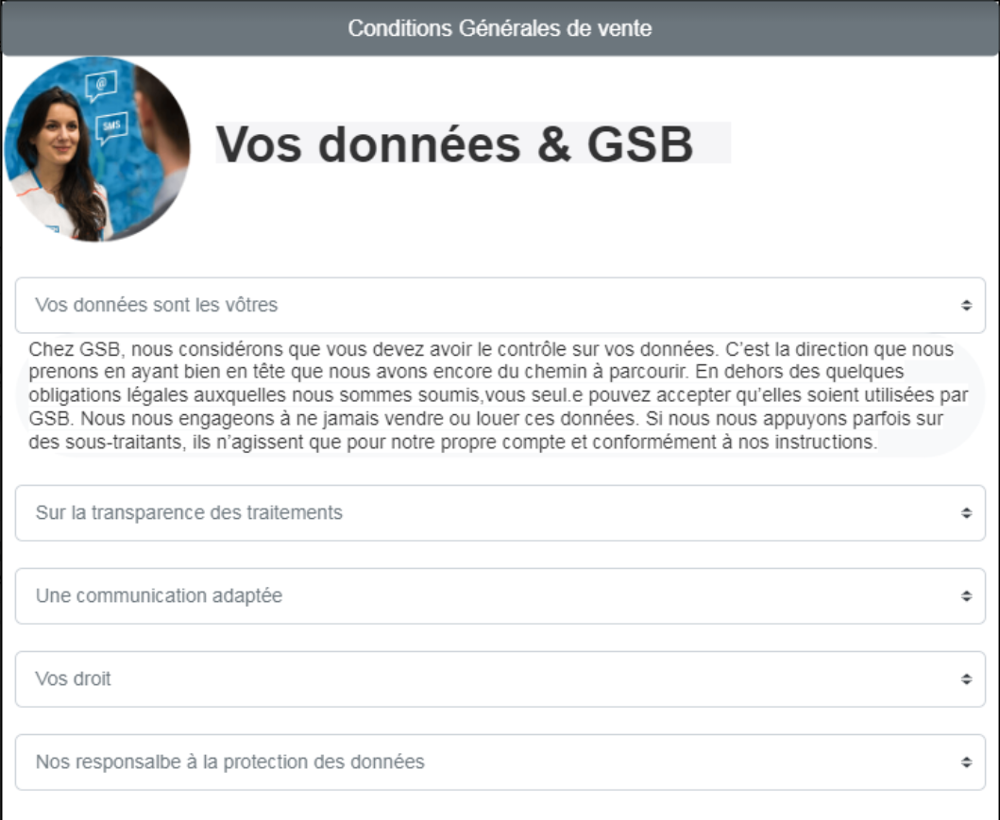 Conditions Générales de vente
@
SMS
Vos données & GSB
Vos données sont les vôtres
Chez GSB, nous considérons que vous devez avoir le contrôle sur vos données. C’est la direction que nous
prenons en ayant bien en tête que nous avons encore du chemin à parcourir. En dehors des quelques
obligations légales auxquelles nous sommes soumis,vous seul.e pouvez accepter qu’elles soient utilisées par
GSB. Nous nous engageons à ne jamais vendre ou louer ces données. Si nous nous appuyons parfois sur
des sous-traitants, ils n’agissent que pour notre propre compte et conformément à nos instructions.
Sur la transparence des traitements
Une communication adaptée
Vos droit
Nos responsalbe à la protection des données